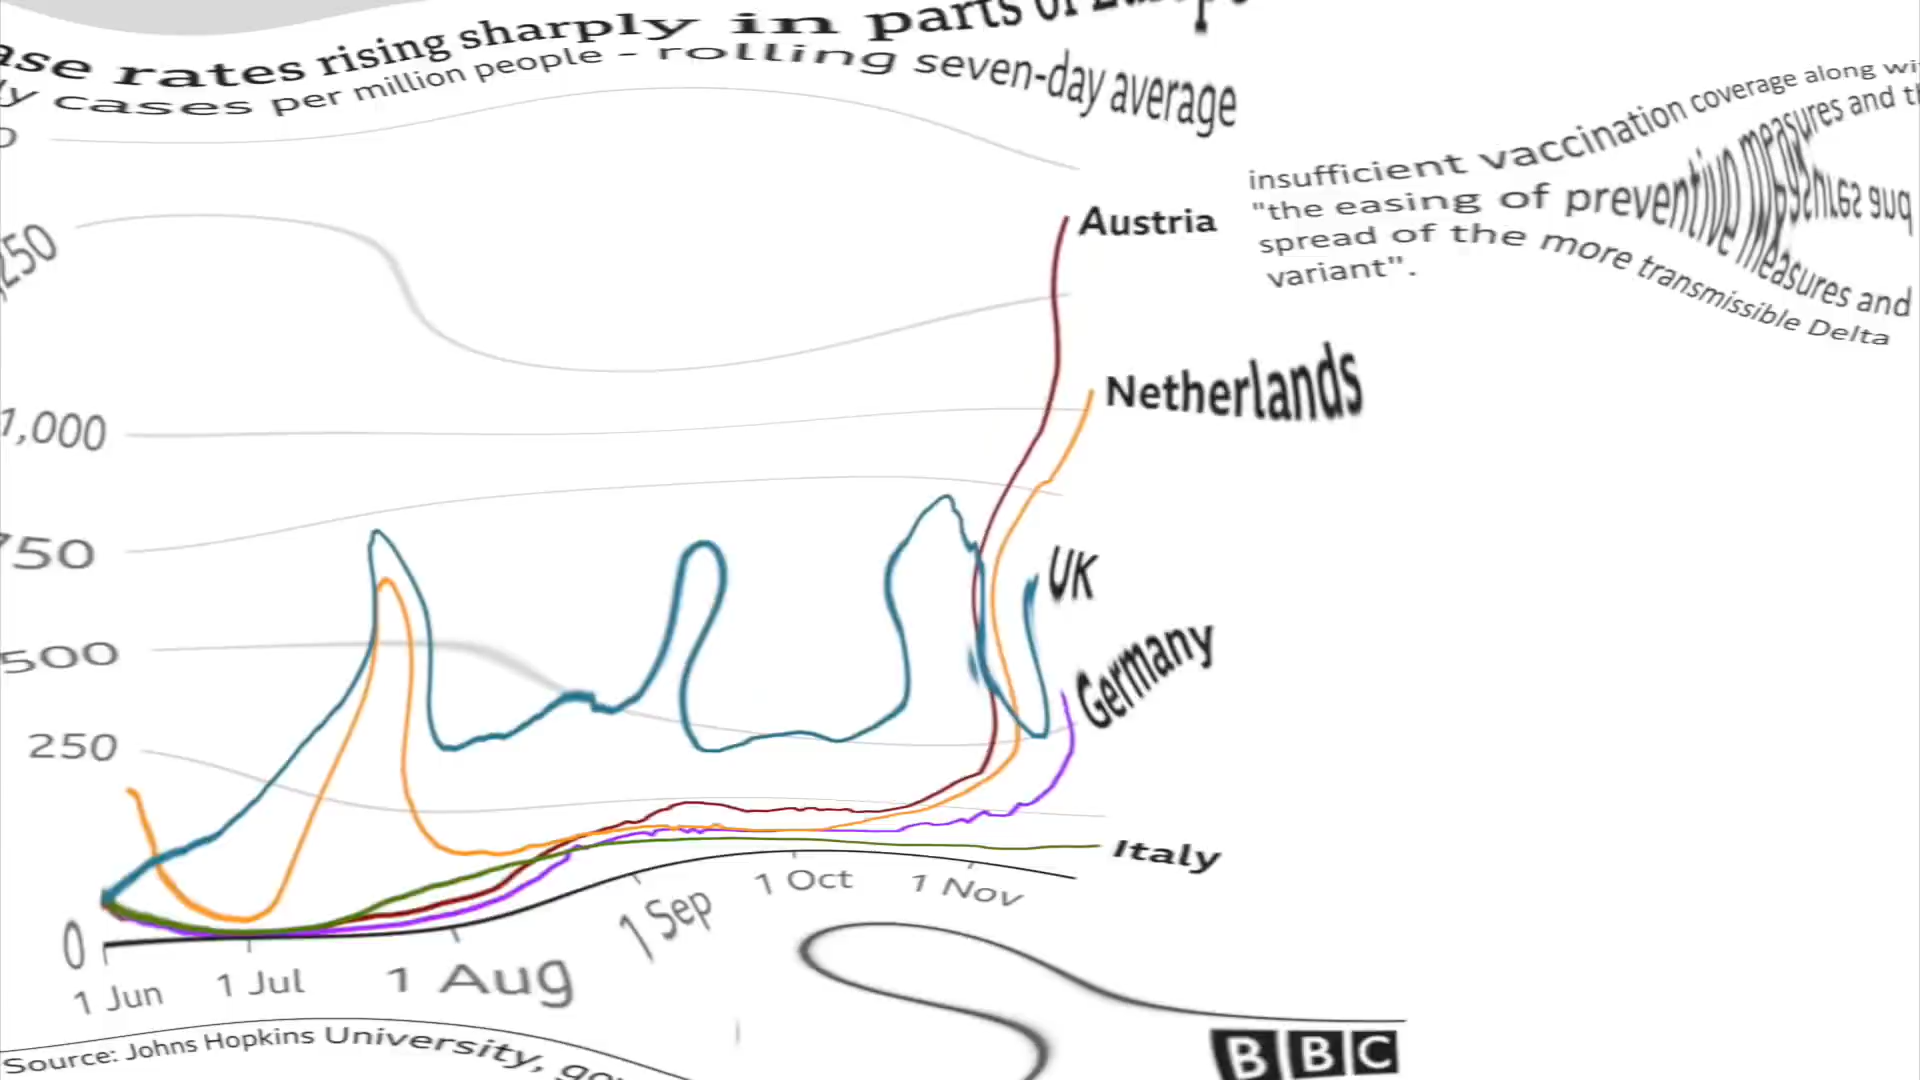 rates rising sharply in parts of
cases per million people – rolling seven-day average
1,000
500
250
0
1 Jun
1 Jul
1 Aug
1 Sep
1 Oct
1 Nov
Austria
Netherlands
UK
Germany
Italy
insufficient vaccination coverage along
"the easing of preventive measures and
spread of the more transmissible Delta
variant".
Source: Johns Hopkins University,
BBC